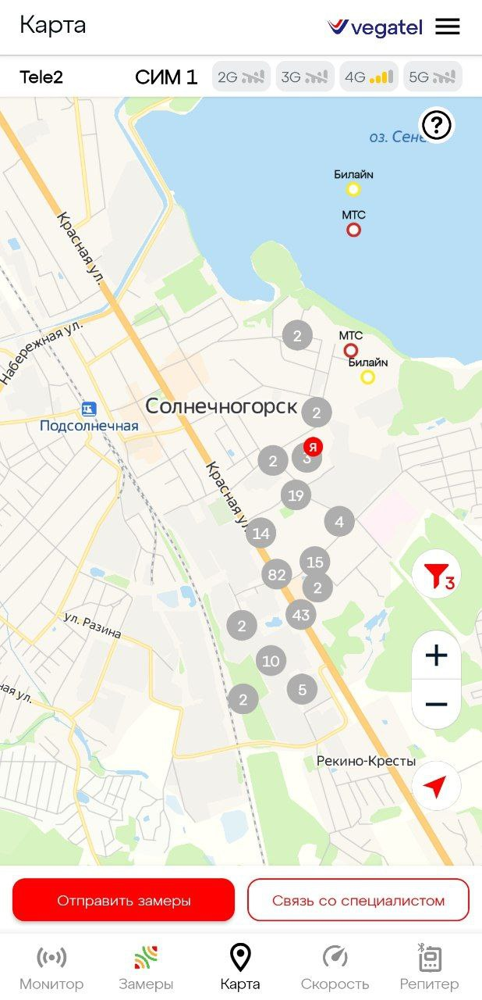 Карта
vegatel
Tele2 СИМ 1 2G 3G 4G 5G
оз. Сене
?
Билайн
МТС
Красная ул.
2
МТС
Набережная ул.
Билайн
Солнечногорск
2
Подсолнечная
Я
2
3
Красная ул.
19
4
14
15
82
2
3
43
2
ул. Разина
+
10
5
ная ул.
2
−
Рекино-Кресты
Отправить замеры
Связь со специалистом
Монитор Замеры Карта Скорость Репитер